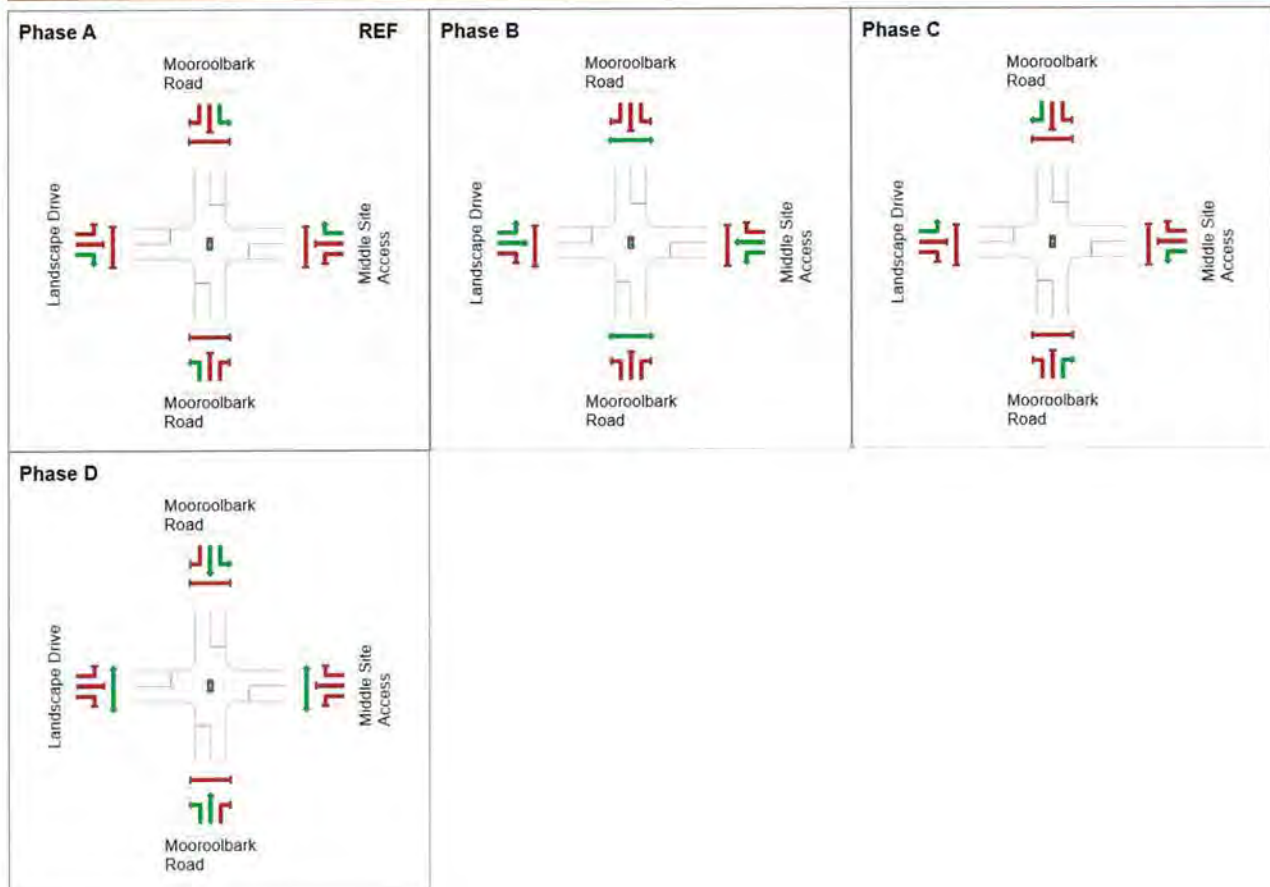 Phase A
REF
Mooroolbark
Road
Landscape Drive
Middle Site
Access
Mooroolbark
Road
Phase B
Mooroolbark
Road
Landscape Drive
Middle Site
Access
Mooroolbark
Road
Phase C
Mooroolbark
Road
Landscape Drive
Middle Site
Access
Mooroolbark
Road
Phase D
Mooroolbark
Road
Landscape Drive
Middle Site
Access
Mooroolbark
Road